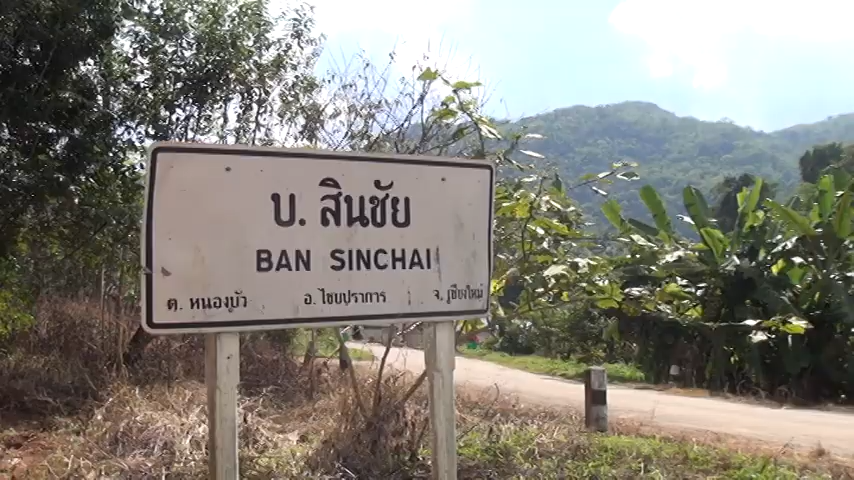 บ. สินชัย
BAN SINCHAI
ต. หนองบัว อ.ไชยปราการ จ.เชียงใหม่